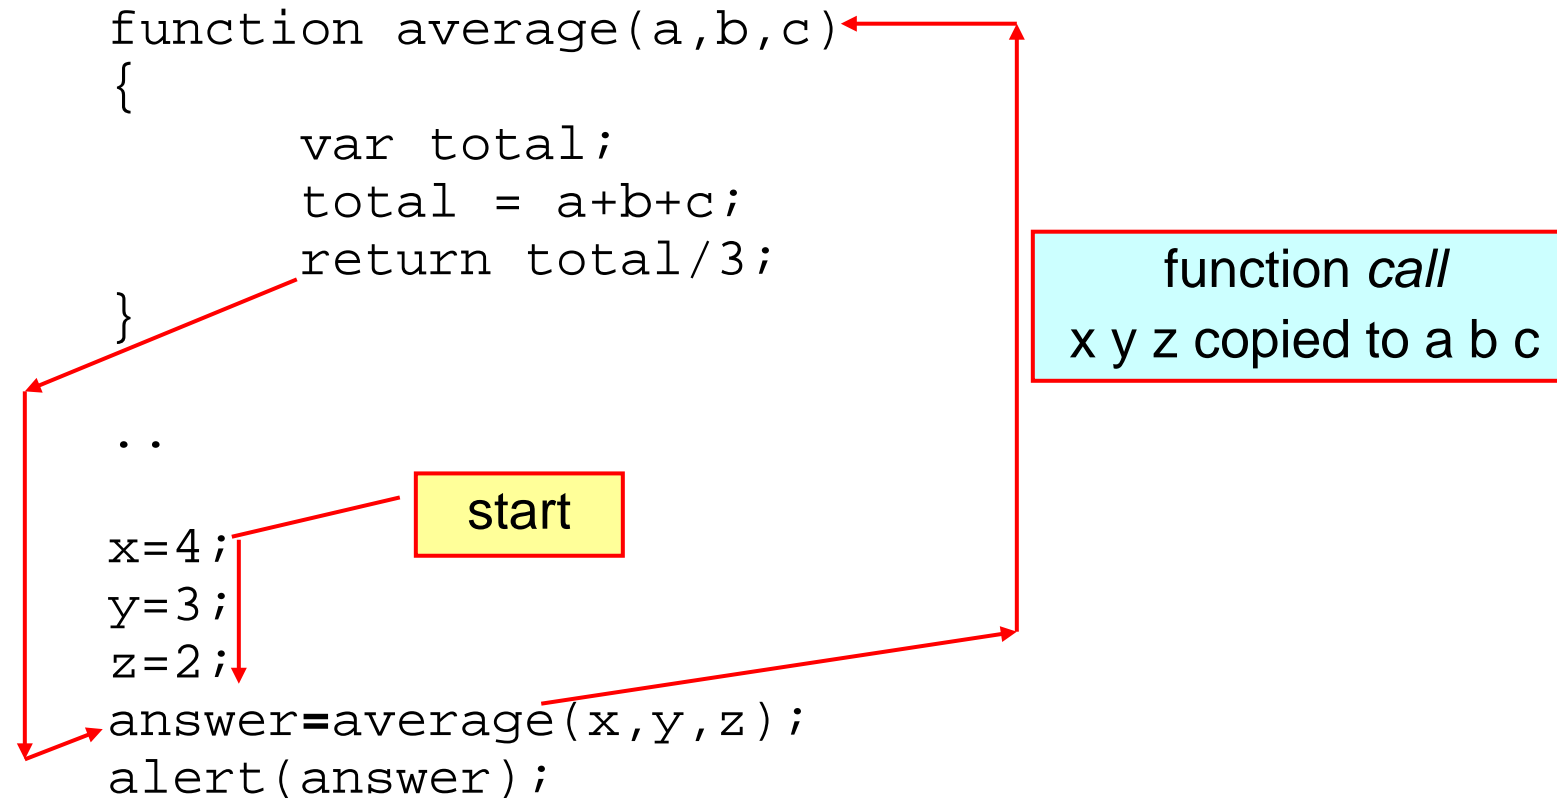 function average(a,b,c)
{
var total;
total = a+b+c;
return total/3;
}
function call
x y z copied to a b c
..
start
x=4;
y=3;
z=2;
answer=average(x,y,z);
alert(answer);